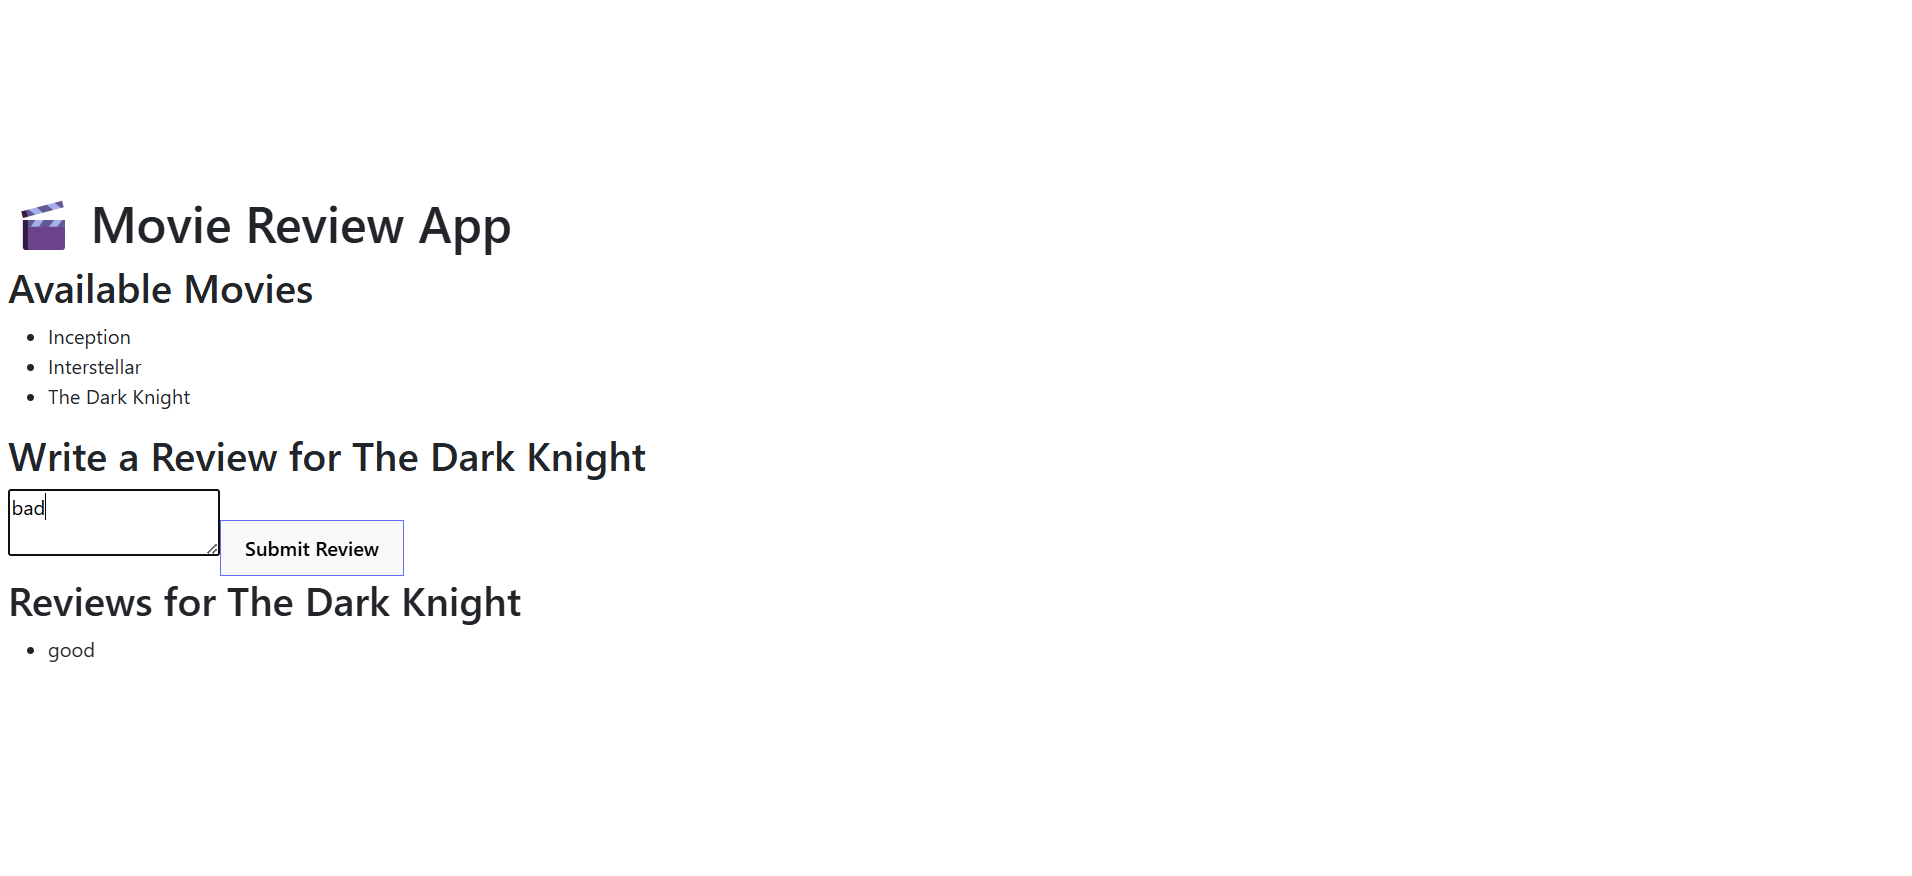 Movie Review App
Available Movies
Inception
Interstellar
The Dark Knight
Write a Review for The Dark Knight
bad
Submit Review
Reviews for The Dark Knight
good